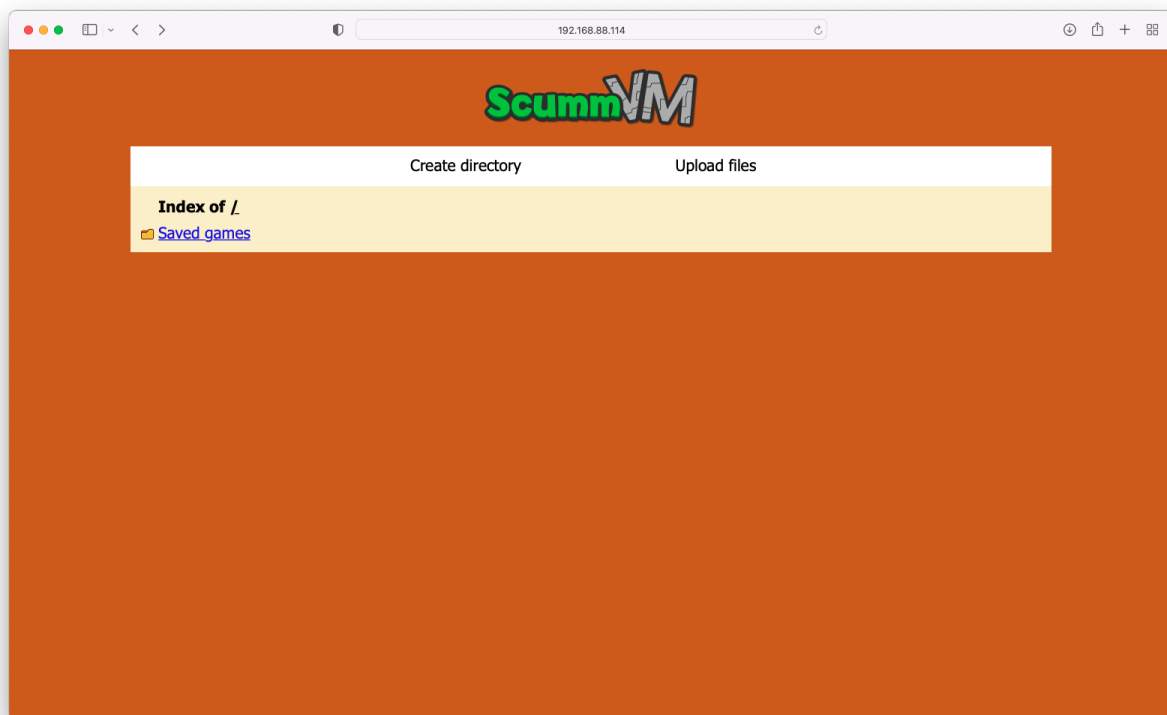 192.168.88.114
ScummVM
Create directory
Upload files
Index of /
Saved games